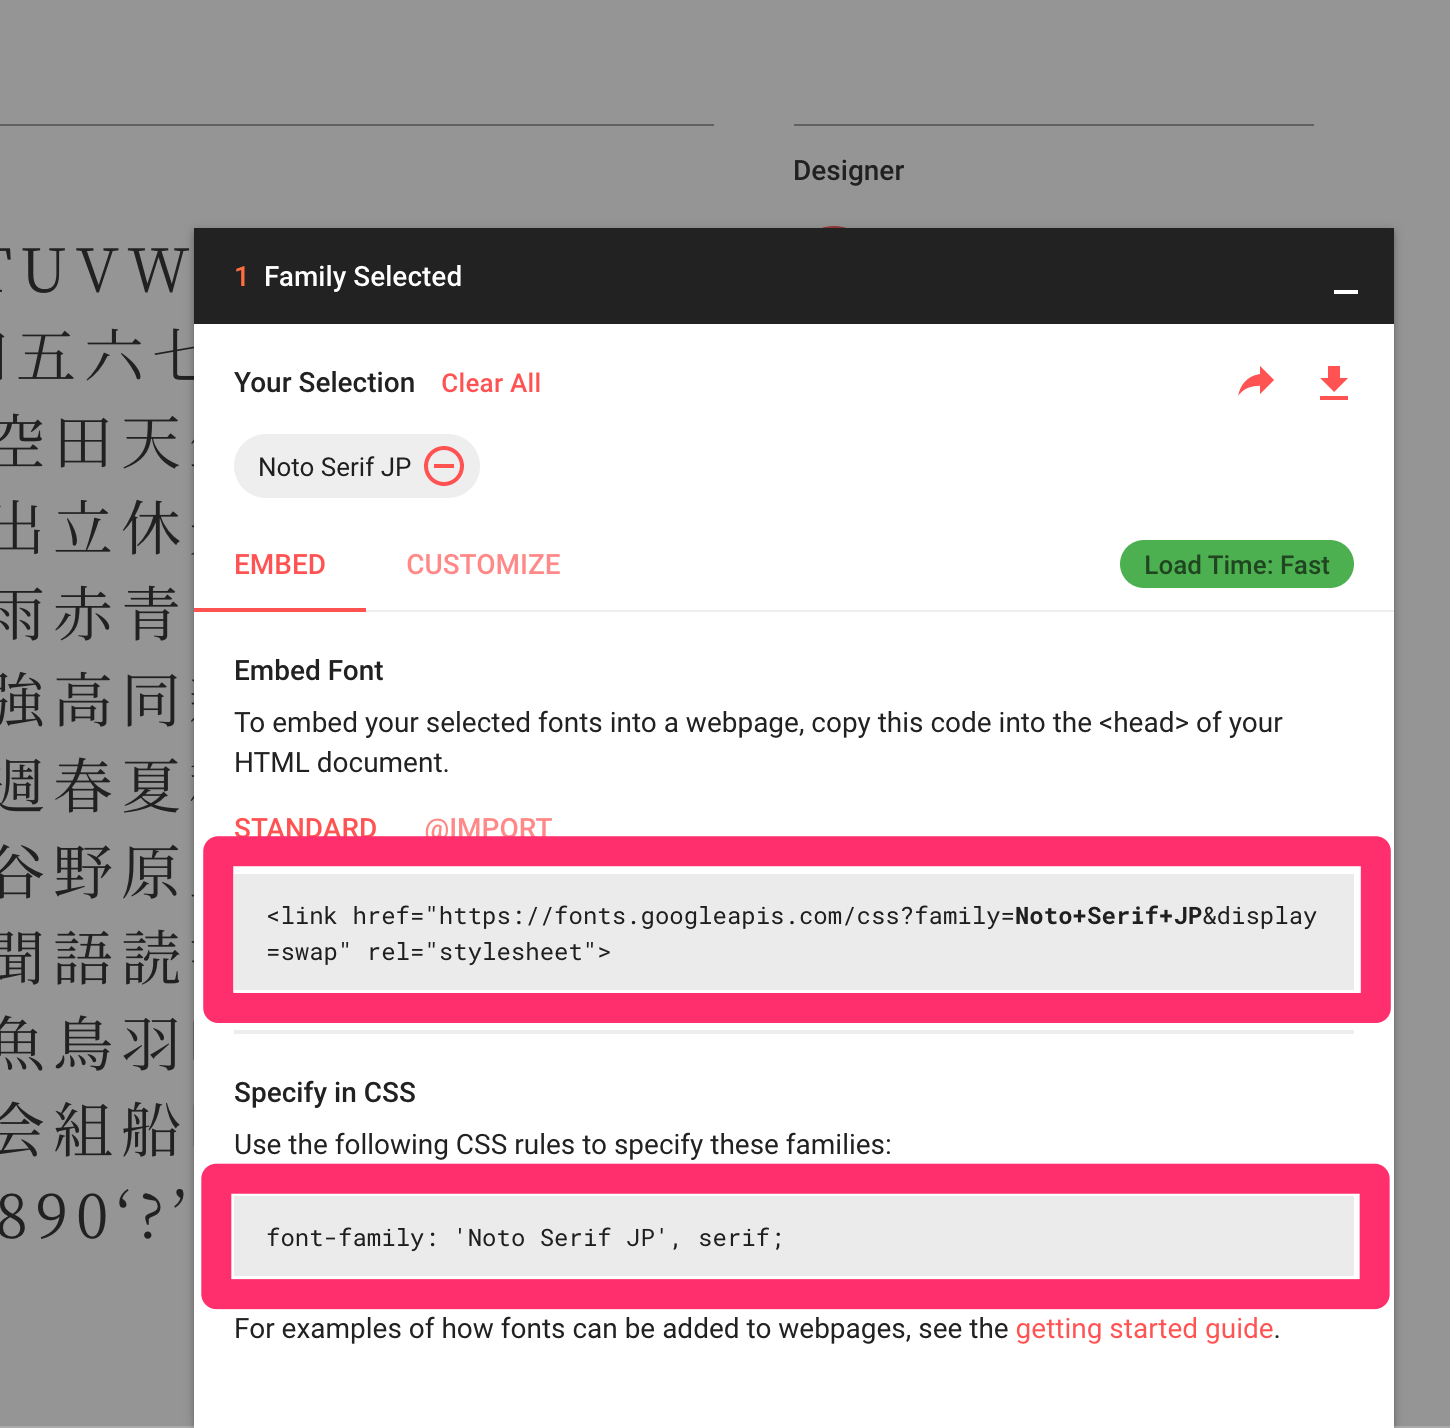 Designer
TUVW
五六七
空田天
出立休
雨赤青
強高同
週春夏
谷野原
聞語読
魚鳥羽
会組船
890‘?’
1 Family Selected
Your Selection Clear All
Noto Serif JP
EMBED CUSTOMIZE Load Time: Fast
Embed Font
To embed your selected fonts into a webpage, copy this code into the <head> of your
HTML document.
STANDARD @IMPORT
<link href="https://fonts.googleapis.com/css?family=Noto+Serif+JP&display
=swap" rel="stylesheet">
Specify in CSS
Use the following CSS rules to specify these families:
font-family: 'Noto Serif JP', serif;
For examples of how fonts can be added to webpages, see the getting started guide.